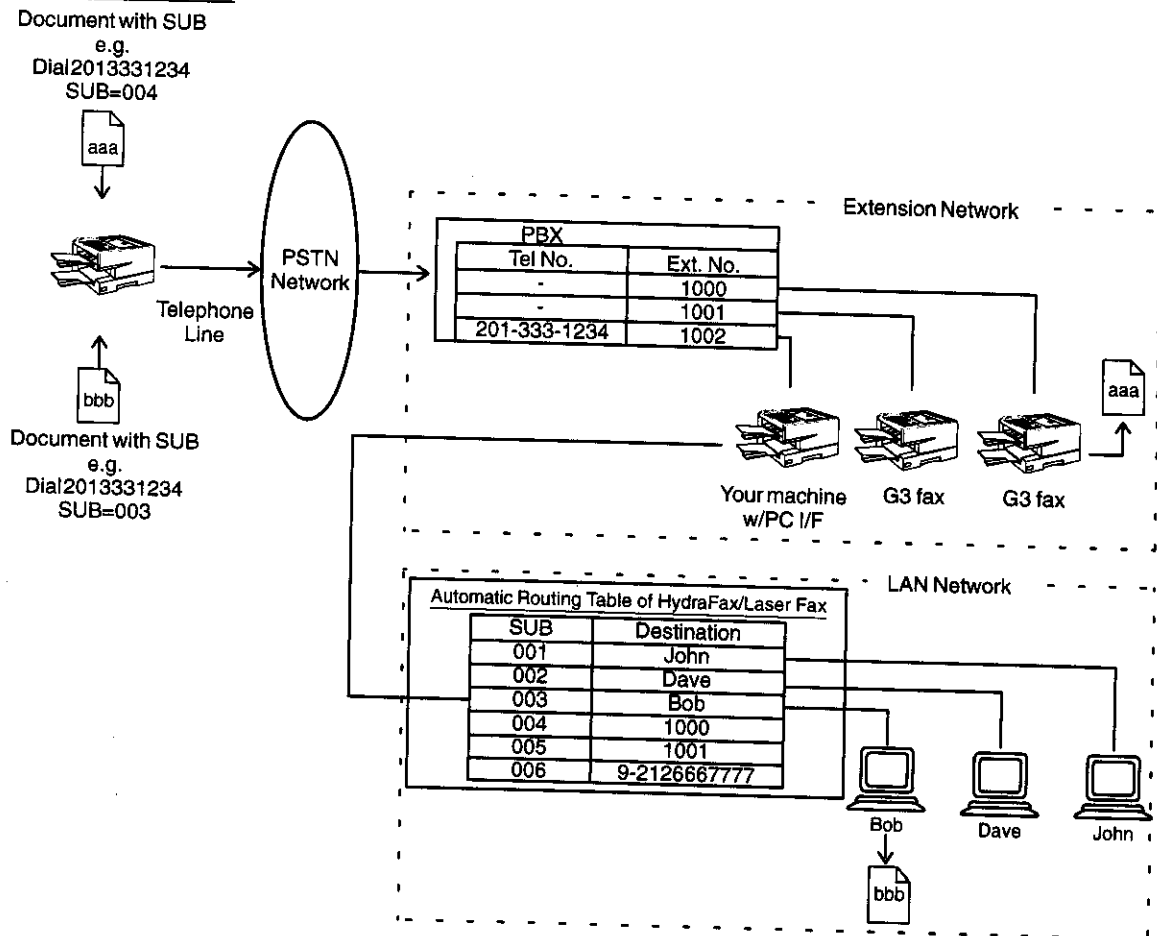 Document with SUB
e.g.
Dial2013331234
SUB=004
aaa
PSTN
Network
Telephone
Line
bbb
Document with SUB
e.g.
Dial2013331234
SUB=003
Extension Network
PBX
Tel No. Ext. No.
- 1000
- 1001
201-333-1234 1002
aaa
Your machine
w/PC I/F
G3 fax
G3 fax
LAN Network
Automatic Routing Table of HydraFax/Laser Fax
SUB Destination
001 John
002 Dave
003 Bob
004 1000
005 1001
006 9-2126667777
Bob
Dave
John
bbb